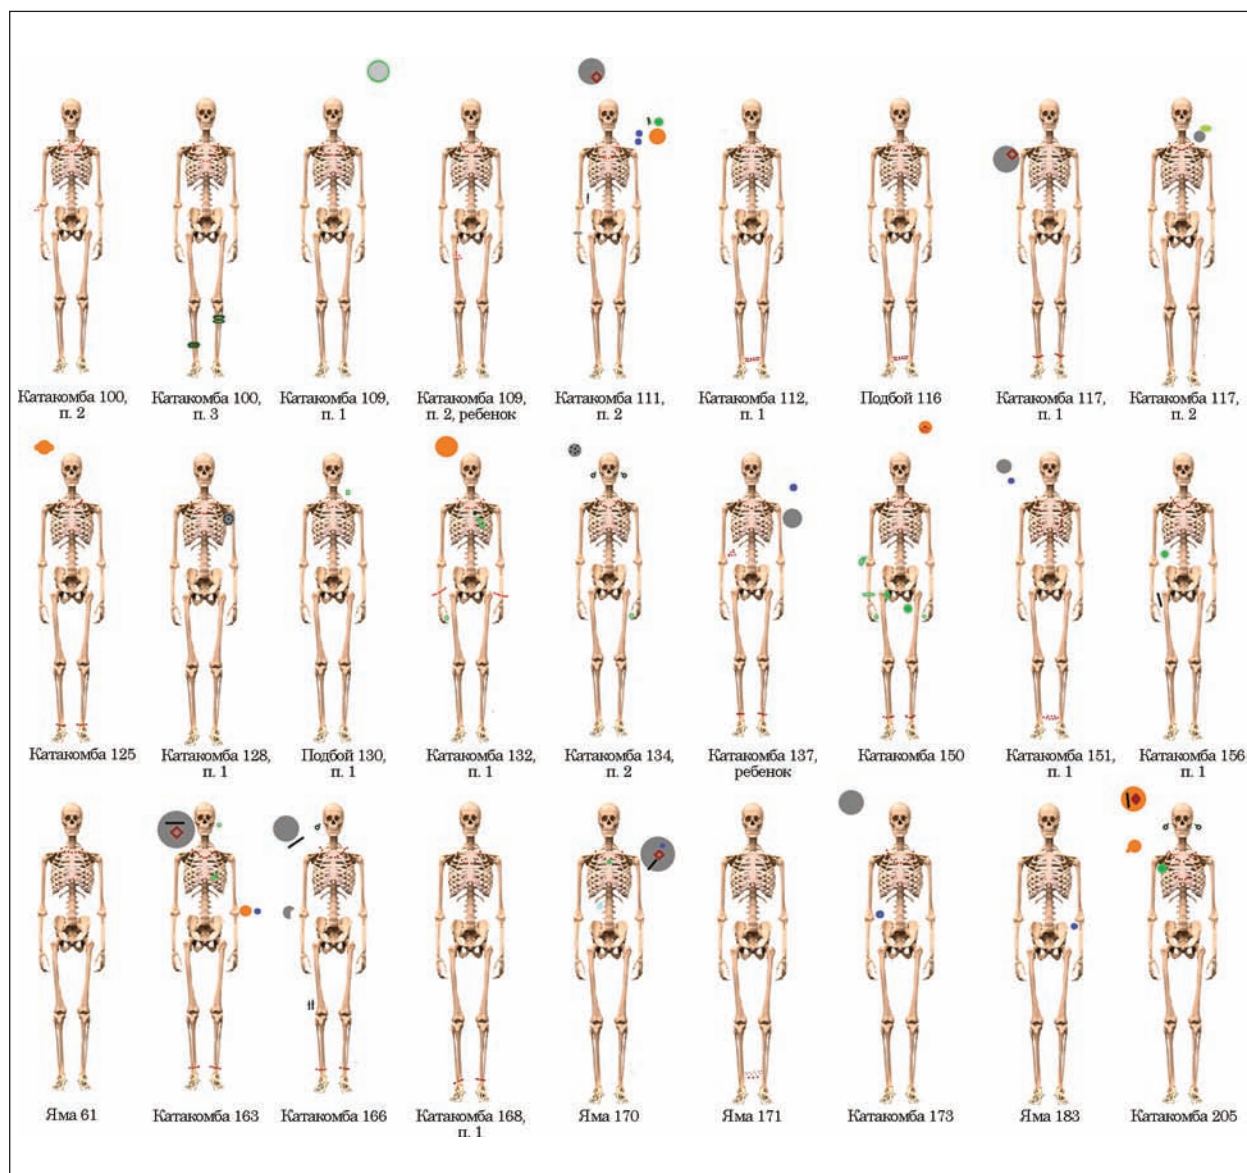 Катакомба 100,
п. 2
Катакомба 100,
п. 3
Катакомба 109,
п. 1
Катакомба 109,
п. 2, ребенок
Катакомба 111,
п. 2
Катакомба 112,
п. 1
Подбой 116
Катакомба 117,
п. 1
Катакомба 117,
п. 2
Катакомба 125
Катакомба 128,
п. 1
Подбой 130,
п. 1
Катакомба 132,
п. 1
Катакомба 134,
п. 2
Катакомба 137,
ребенок
Катакомба 150
Катакомба 151,
п. 1
Катакомба 156
п. 1
Яма 61
Катакомба 163
Катакомба 166
Катакомба 168,
п. 1
Яма 170
Яма 171
Катакомба 173
Яма 183
Катакомба 205